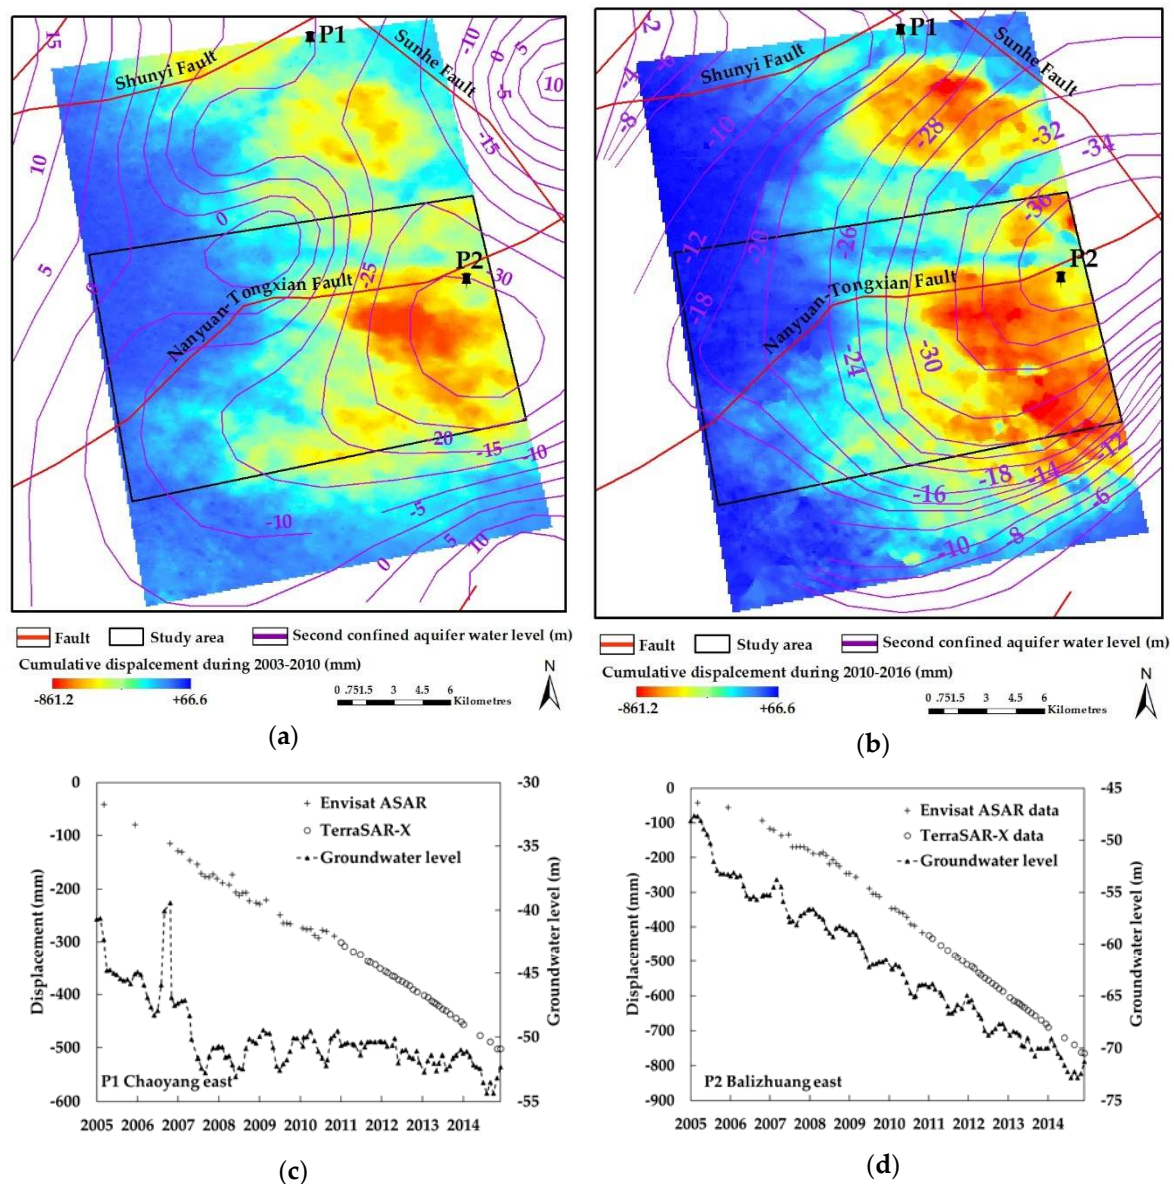 15
P1
Shunyi Fault
Sunhe Fault
-10
5
0
10
-5
-15
10
0
5
-25
P2
-30
Nanyuan-Tongxian Fault
20
-15
-10
-5
-10
5
10
0
Fault
Study area
Second confined aquifer water level (m)
Cumulative dispalcement during 2003-2010 (mm)
-861.2
+66.6
0 .751.5 3 4.5 6
Kilometres
N
(a)
-2
-4
-8
P1
Shunyi Fault
Sunhe Fault
-10
-28
-32
-34
-36
-12
-20
-26
P2
-18
Nanyuan-Tongxian Fault
-24
-30
-12
-18
-14
-16
-6
-8
-10
Fault
Study area
Second confined aquifer water level (m)
Cumulative dispalcement during 2010-2016 (mm)
-861.2
+66.6
0 .751.5 3 4.5 6
Kilometres
N
(b)
0
-100
-200
-300
-400
-500
-600
Displacement (mm)
Envisat ASAR
TerraSAR-X
Groundwater level
P1 Chaoyang east
-30
-35
-40
-45
-50
-55
Groundwater level (m)
2005 2006 2007 2008 2009 2010 2011 2012 2013 2014
(c)
0
-100
-200
-300
-400
-500
-600
-700
-800
-900
Displacement (mm)
Envisat ASAR data
TerraSAR-X data
Groundwater level
P2 Balizhuang east
-45
-50
-55
-60
-65
-70
-75
Groundwater level (m)
2005 2006 2007 2008 2009 2010 2011 2012 2013 2014
(d)